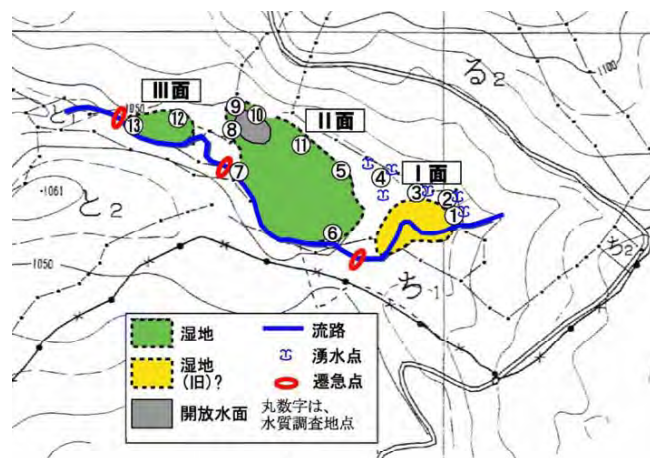 1100
る2
III面
1050
と1
⑨
⑩
⑫
⑬
⑧
II面
⑪
⑦
⑤
④
I面
③
②
①
1061
と2
⑥
ち2
ち1
1050
湿地
湿地
(旧)?
開放水面
流路
湧水点
遷急点
丸数字は、
水質調査地点